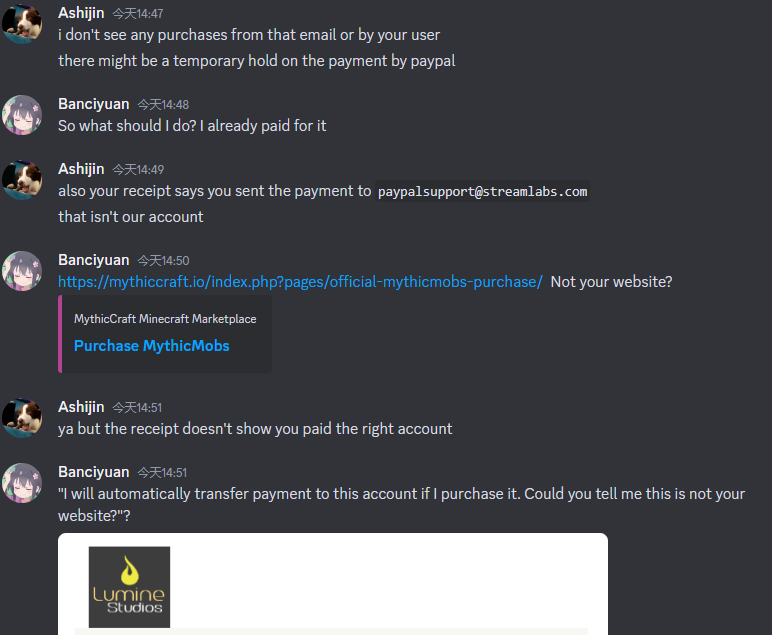 Ashijin 今天14:47
i don't see any purchases from that email or by your user
there might be a temporary hold on the payment by paypal
Banciyuan 今天14:48
So what should I do? I already paid for it
Ashijin 今天14:49
also your receipt says you sent the payment to paypalsupport@streamlabs.com
that isn't our account
Banciyuan 今天14:50
https://mythiccraft.io/index.php?pages/official-mythicmobs-purchase/ Not your website?
MythicCraft Minecraft Marketplace
Purchase MythicMobs
Ashijin 今天14:51
ya but the receipt doesn't show you paid the right account
Banciyuan 今天14:51
"I will automatically transfer payment to this account if I purchase it. Could you tell me this is not your
website?"?
Lumine
Studios